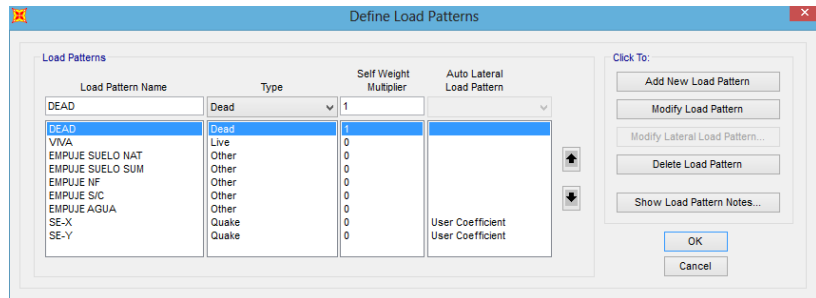 Define Load Patterns
Load Patterns
Click To:
Load Pattern Name Type Self Weight Multiplier Auto Lateral Load Pattern
DEAD Dead 1
DEAD Dead 1
VIVA Live 0
EMPUJE SUELO NAT Other 0
EMPUJE SUELO SUM Other 0
EMPUJE NF Other 0
EMPUJE S/C Other 0
EMPUJE AGUA Other 0
SE-X Quake 0 User Coefficient
SE-Y Quake 0 User Coefficient
Add New Load Pattern
Modify Load Pattern
Modify Lateral Load Pattern...
Delete Load Pattern
Show Load Pattern Notes...
OK
Cancel